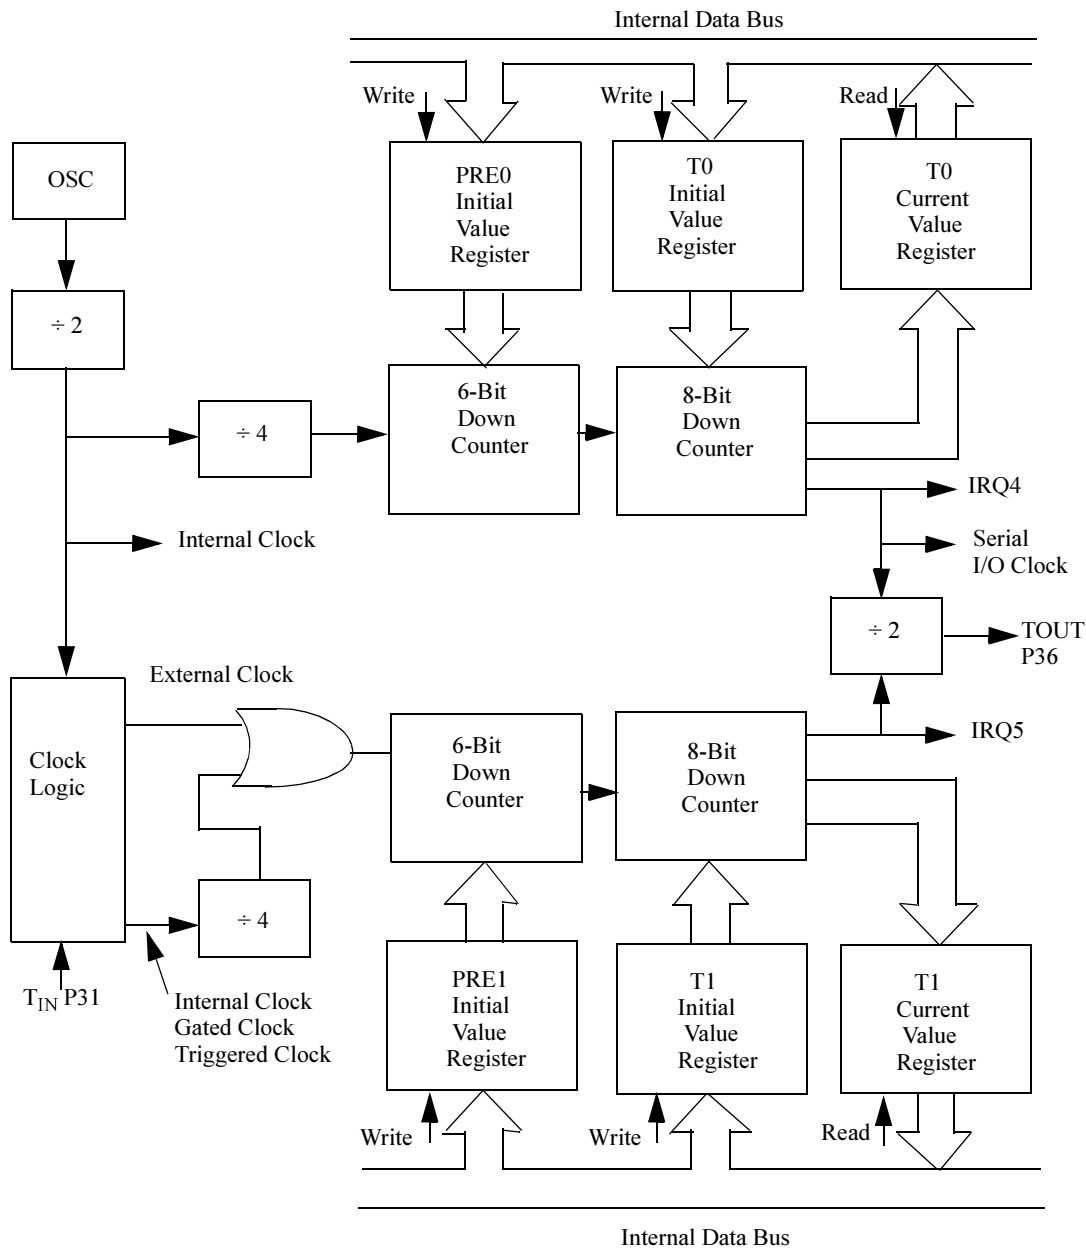 Internal Data Bus
Write
Write
Read
OSC
PRE0
Initial
Value
Register
T0
Initial
Value
Register
T0
Current
Value
Register
÷ 2
÷ 4
6-Bit
Down
Counter
8-Bit
Down
Counter
IRQ4
Internal Clock
Serial
I/O Clock
÷ 2
TOUT
P36
External Clock
Clock
Logic
6-Bit
Down
Counter
8-Bit
Down
Counter
IRQ5
÷ 4
TIN P31
Internal Clock
Gated Clock
Triggered Clock
PRE1
Initial
Value
Register
T1
Initial
Value
Register
T1
Current
Value
Register
Write
Write
Read
Internal Data Bus